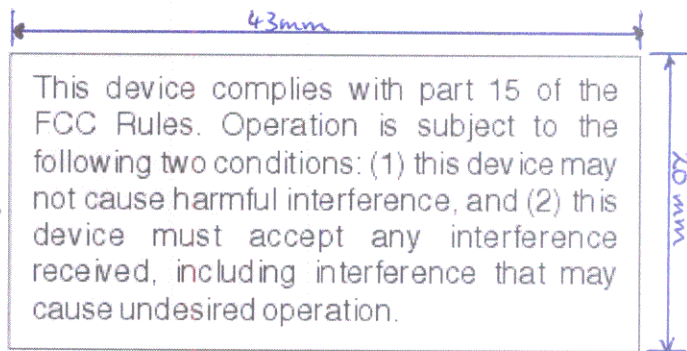 43mm
This device complies with part 15 of the
FCC Rules. Operation is subject to the
following two conditions: (1) this device may
not cause harmful interference, and (2) this
device must accept any interference
received, including interference that may
cause undesired operation.
20 mm